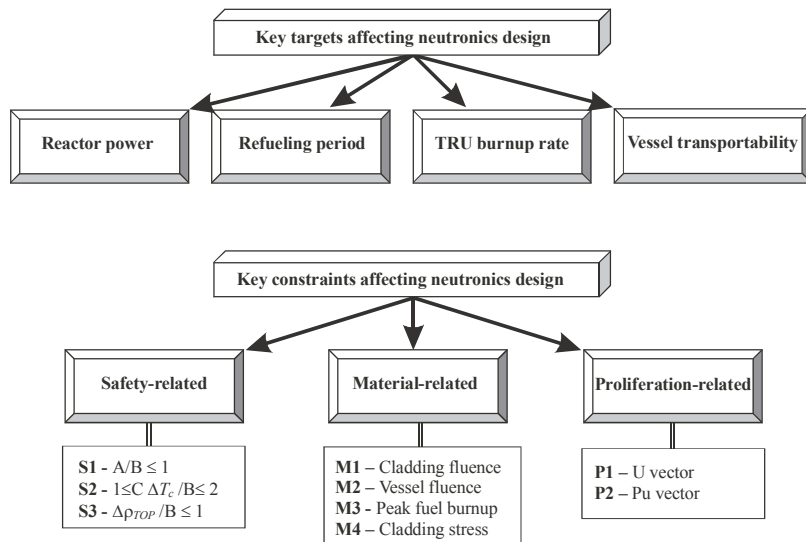 Key targets affecting neutronics design
Reactor power
Refueling period
TRU burnup rate
Vessel transportability
Key constraints affecting neutronics design
Safety-related
Material-related
Proliferation-related
S1 - A/B ≤ 1
S2 - 1≤C ΔT_c /B≤ 2
S3 – Δρ_TOP /B ≤ 1
M1 – Cladding fluence
M2 – Vessel fluence
M3 - Peak fuel burnup
M4 – Cladding stress
P1 – U vector
P2 – Pu vector